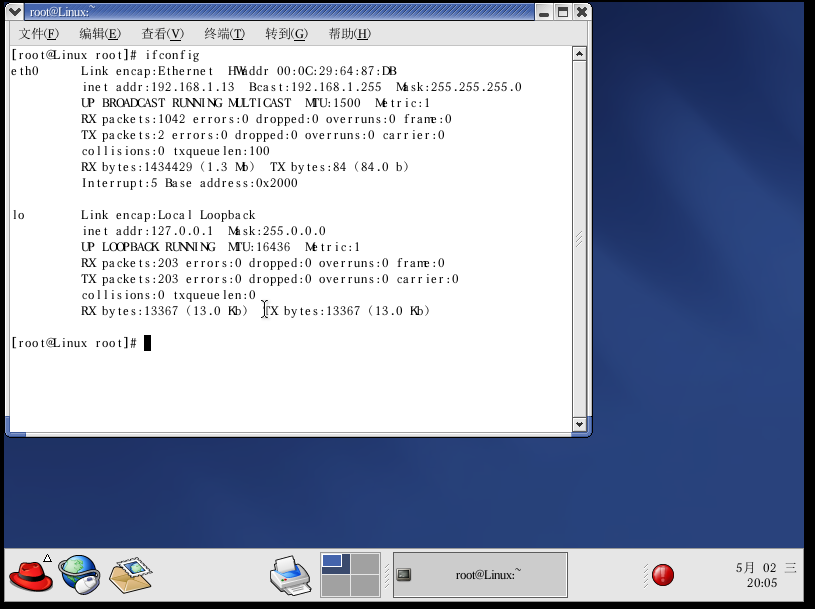 root@Linux:~
文件(F) 编辑(E) 查看(V) 终端(T) 转到(G) 帮助(H)
[root@Linux root]# ifconfig
eth0 Link encap:Ethernet HWaddr 00:0C:29:64:87:DB
inet addr:192.168.1.13 Bcast:192.168.1.255 Mask:255.255.255.0
UP BROADCAST RUNNING MULTICAST MTU:1500 Metric:1
RX packets:1042 errors:0 dropped:0 overruns:0 frame:0
TX packets:2 errors:0 dropped:0 overruns:0 carrier:0
collisions:0 txqueuelen:100
RX bytes:1434429 (1.3 Mb) TX bytes:84 (84.0 b)
Interrupt:5 Base address:0x2000
lo Link encap:Local Loopback
inet addr:127.0.0.1 Mask:255.0.0.0
UP LOOPBACK RUNNING MTU:16436 Metric:1
RX packets:203 errors:0 dropped:0 overruns:0 frame:0
TX packets:203 errors:0 dropped:0 overruns:0 carrier:0
collisions:0 txqueuelen:0
RX bytes:13367 (13.0 Kb) TX bytes:13367 (13.0 Kb)
[root@Linux root]#
root@Linux:~
5月 02 三
20:05